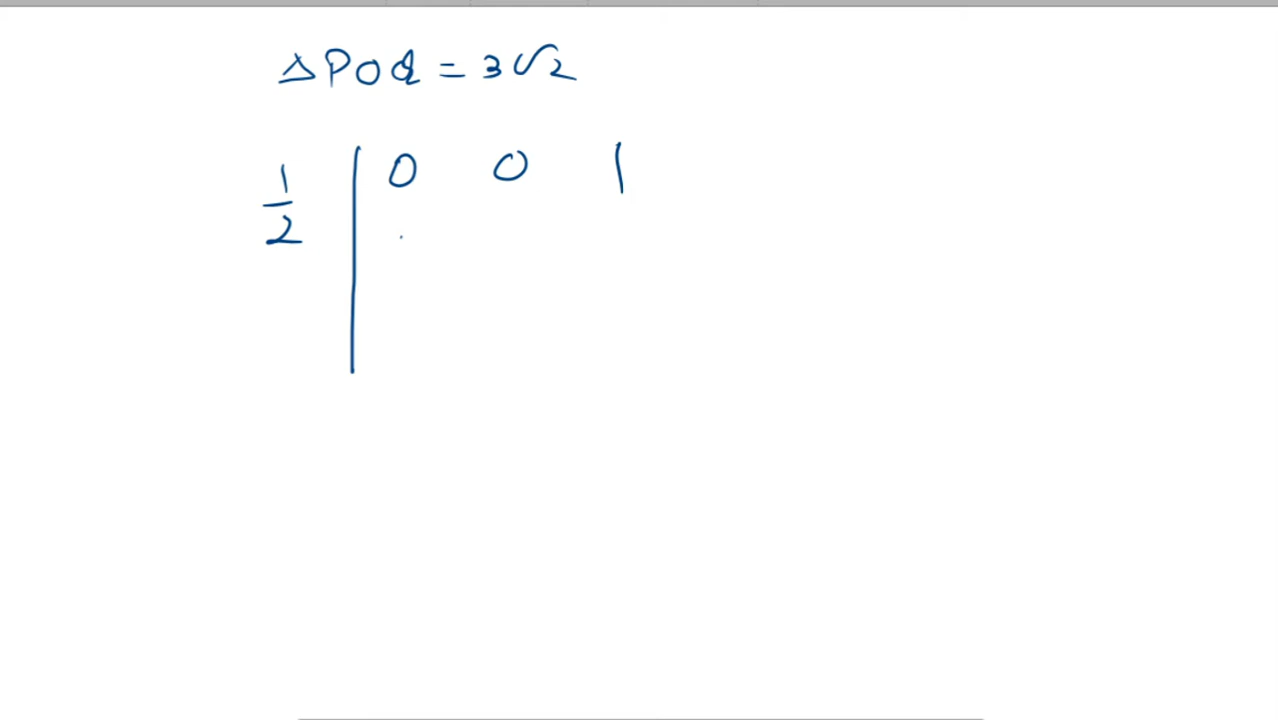 △POQ = 3√2
1/2 | 0 0 1